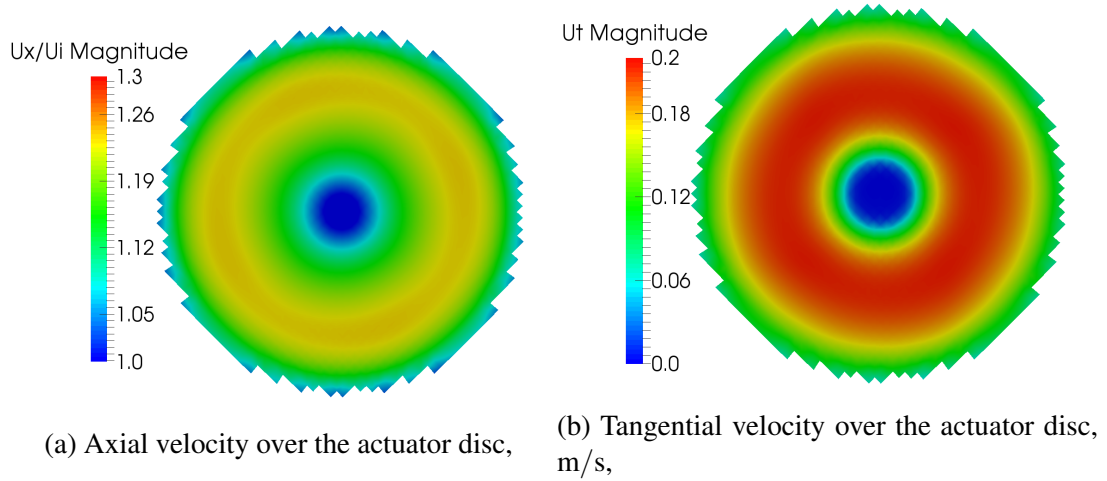 Ux/Ui Magnitude
1.3
1.26
1.19
1.12
1.05
1.0
Ut Magnitude
0.2
0.18
0.12
0.06
0.0
(a) Axial velocity over the actuator disc,
(b) Tangential velocity over the actuator disc,
m/s,